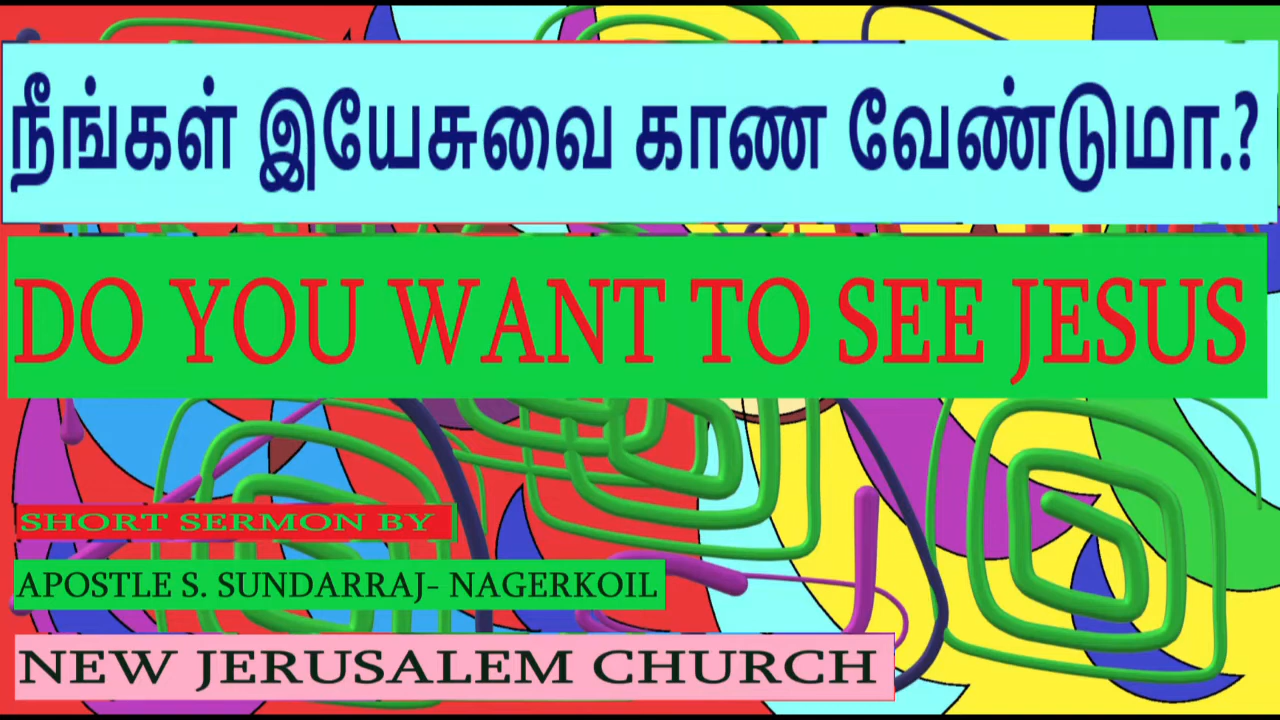 நீங்கள் இயேசுவை காண வேண்டுமா.?
DO YOU WANT TO SEE JESUS
SHORT SERMON BY
APOSTLE S. SUNDARRAJ- NAGERKOIL
NEW JERUSALEM CHURCH